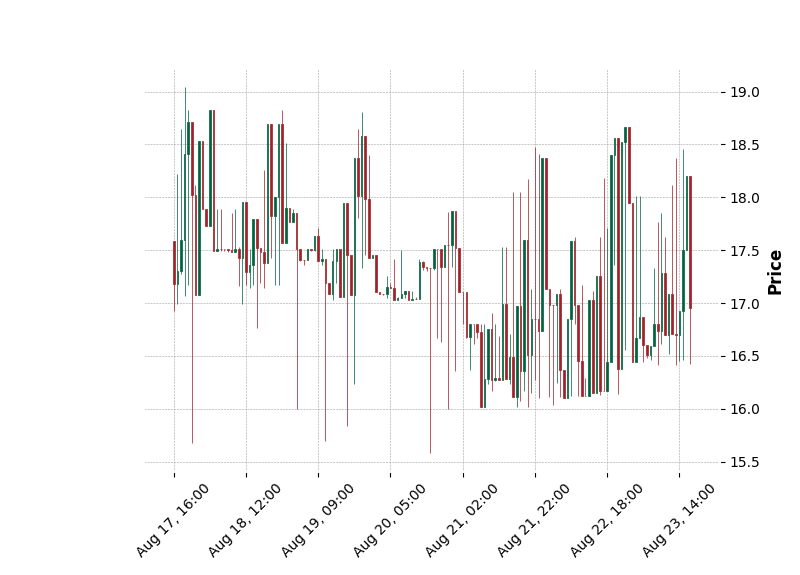 19.0
18.5
18.0
17.5
17.0
16.5
16.0
15.5
Price
Aug 17, 16:00
Aug 18, 12:00
Aug 19, 09:00
Aug 20, 05:00
Aug 21, 02:00
Aug 21, 22:00
Aug 22, 18:00
Aug 23, 14:00